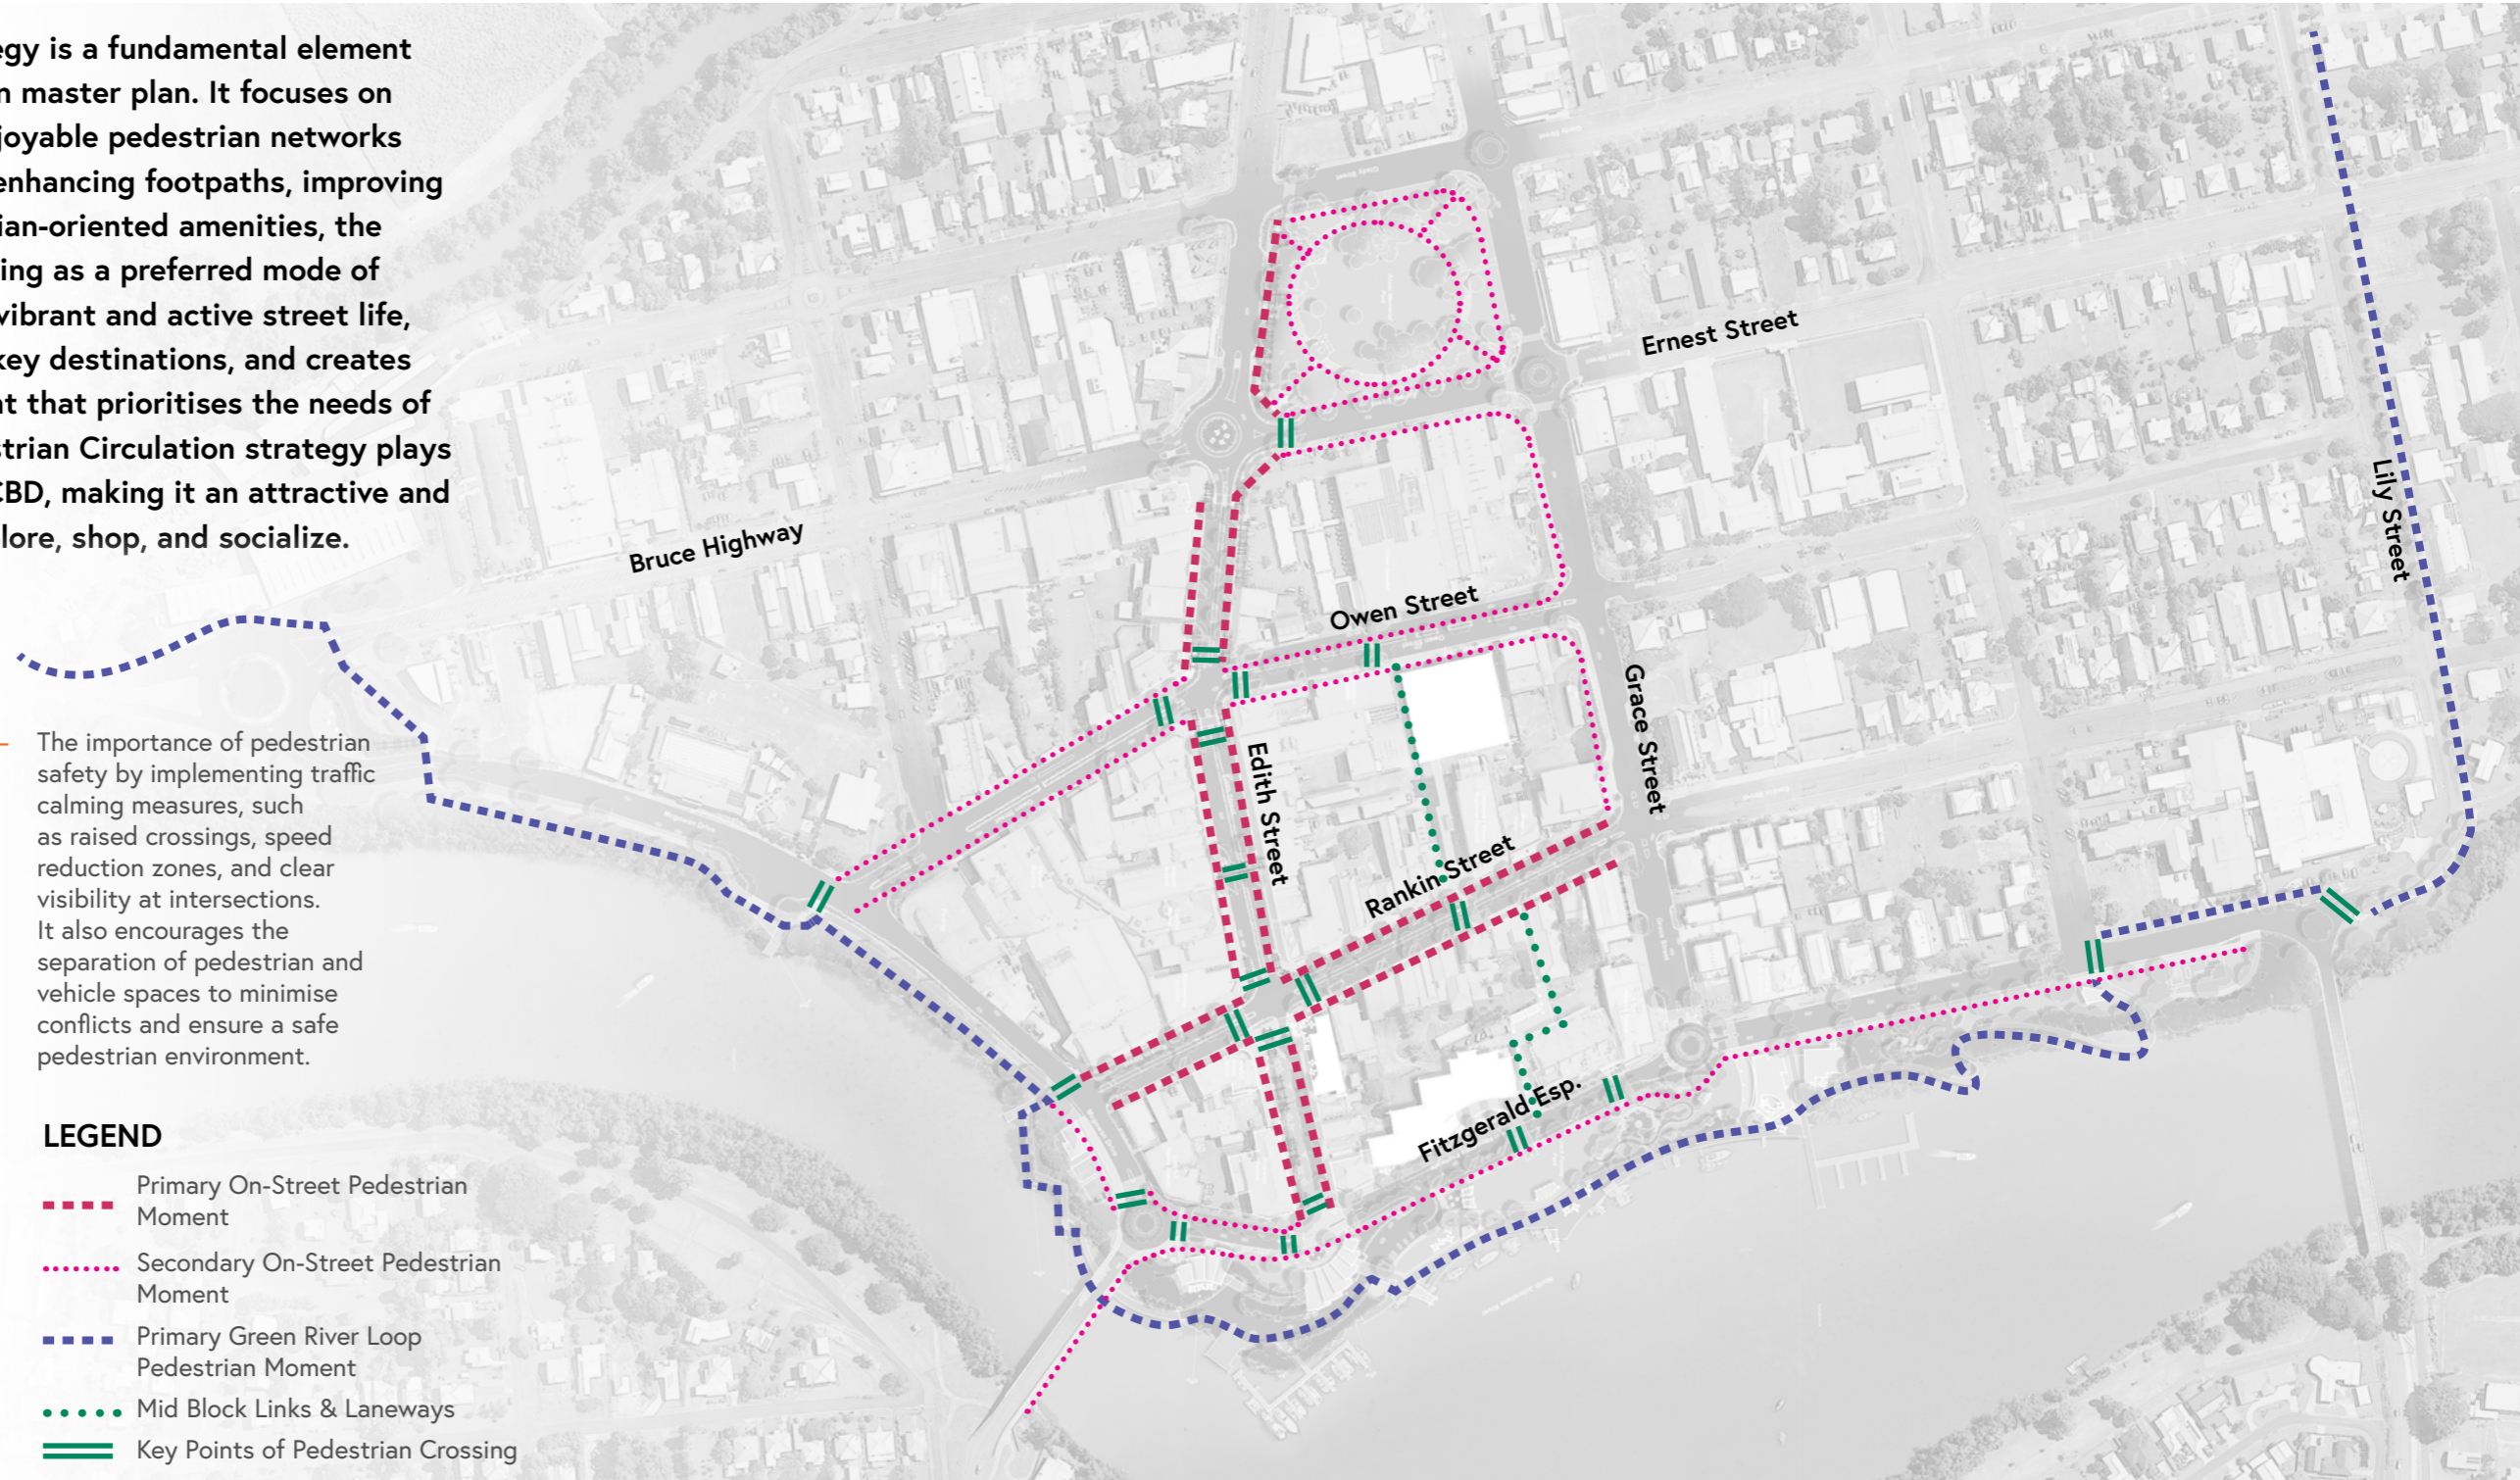 egy is a fundamental element
n master plan. It focuses on
joyable pedestrian networks
enhancing footpaths, improving
ian-oriented amenities, the
ing as a preferred mode of
vibrant and active street life,
key destinations, and creates
t that prioritises the needs of
strian Circulation strategy plays
CBD, making it an attractive and
lore, shop, and socialize.
The importance of pedestrian
safety by implementing traffic
calming measures, such
as raised crossings, speed
reduction zones, and clear
visibility at intersections.
It also encourages the
separation of pedestrian and
vehicle spaces to minimise
conflicts and ensure a safe
pedestrian environment.
LEGEND
Primary On-Street Pedestrian
Moment
Secondary On-Street Pedestrian
Moment
Primary Green River Loop
Pedestrian Moment
Mid Block Links & Laneways
Key Points of Pedestrian Crossing
Ernest Street
Bruce Highway
Lily Street
Owen Street
Grace Street
Edith Street
Rankin Street
Fitzgerald Esp.